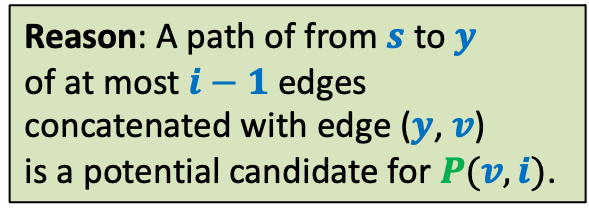 Reason: A path of from s to y
of at most i − 1 edges
concatenated with edge (y, v)
is a potential candidate for P(v, i).